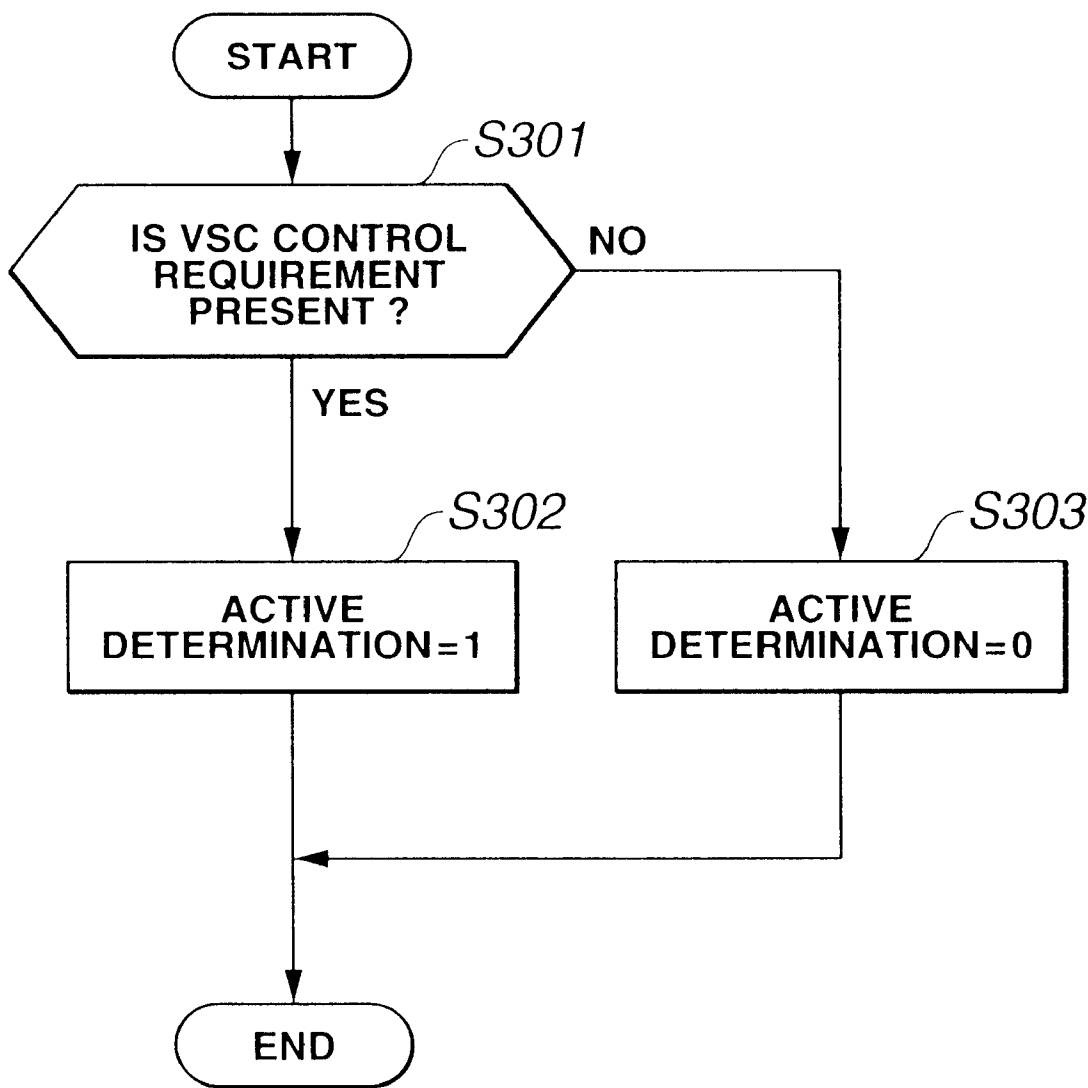 START
S301
IS VSC CONTROL
REQUIREMENT
PRESENT ?
NO
YES
S302
ACTIVE
DETERMINATION=1
S303
ACTIVE
DETERMINATION=0
END